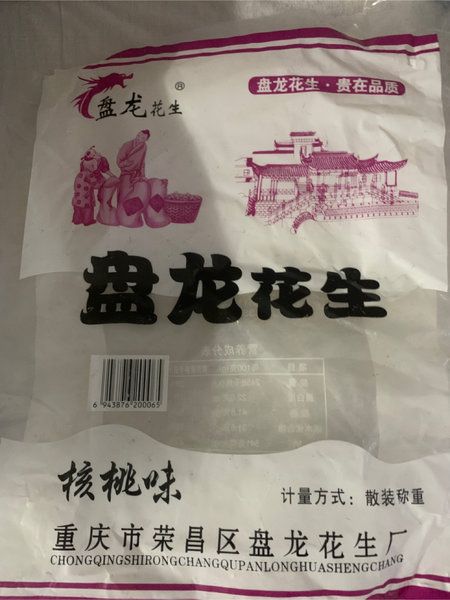 盘龙花生®
盘龙花生·贵在品质
盘龙花生
6 943876 200065
核桃味
计量方式：散装称重
重庆市荣昌区盘龙花生厂
CHONGQINGSHIRONGCHANGQUPANLONGHUASHENGCHANG